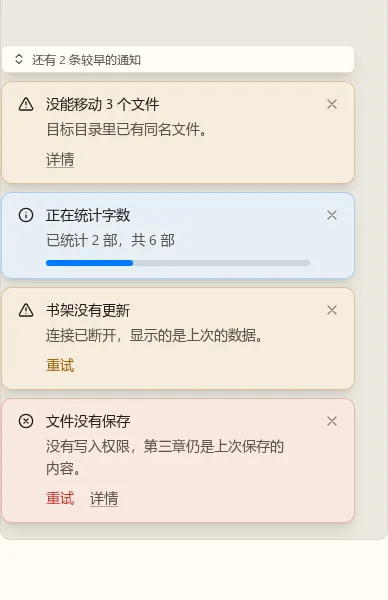 还有 2 条较早的通知
没能移动 3 个文件
目标目录里已有同名文件。
详情
正在统计字数
已统计 2 部，共 6 部
书架没有更新
连接已断开，显示的是上次的数据。
重试
文件没有保存
没有写入权限，第三章仍是上次保存的
内容。
重试 详情